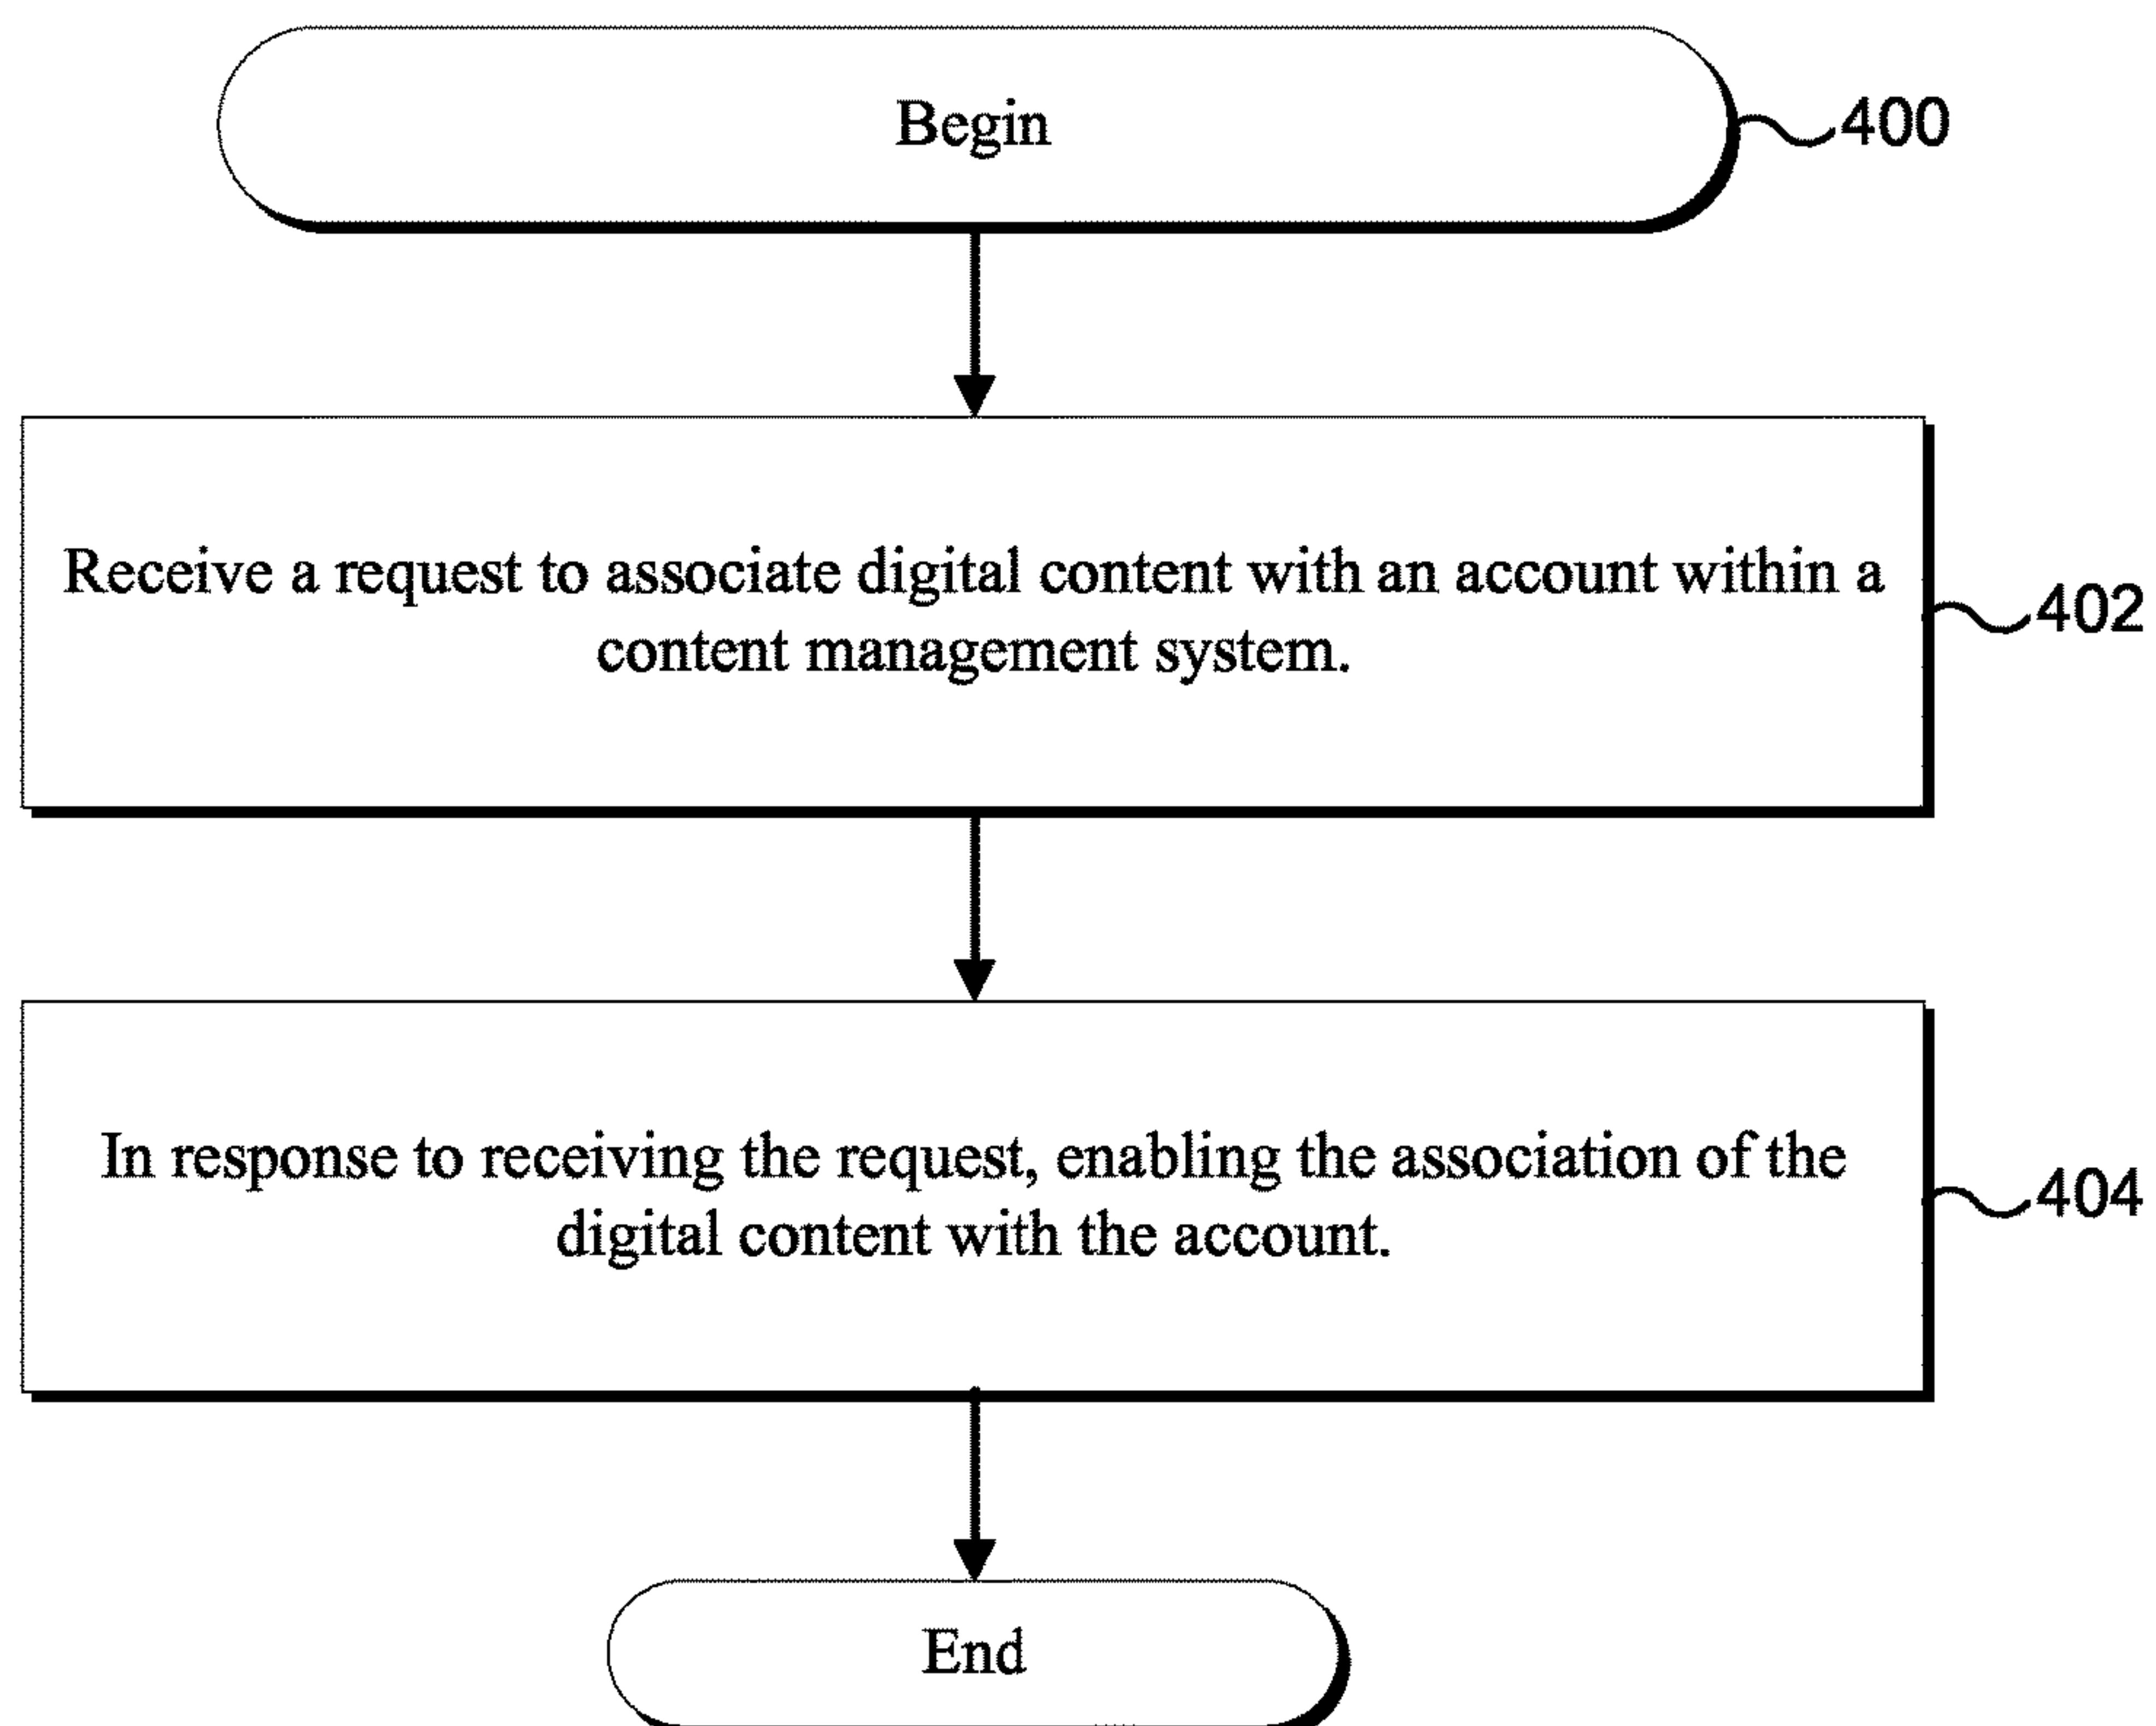 Begin
400
Receive a request to associate digital content with an account within a
content management system.
402
In response to receiving the request, enabling the association of the
digital content with the account.
404
End